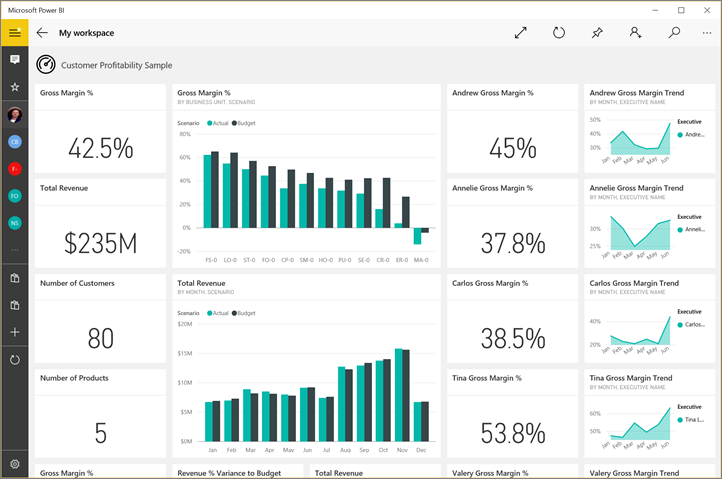 Microsoft Power BI
My workspace
Customer Profitability Sample
CB
F-
FO
NS
...
Gross Margin %
42.5%
Total Revenue
$235M
Number of Customers
80
Number of Products
5
Gross Margin %
Gross Margin %
BY BUSINESS UNIT, SCENARIO
Scenario Actual Budget
80%
60%
40%
20%
0%
-20%
FS-0 LO-0 ST-0 FO-0 CP-0 SM-0 HO-0 PU-0 SE-0 CR-0 ER-0 MA-0
Total Revenue
BY MONTH, SCENARIO
Scenario Actual Budget
$20M
$15M
$10M
$5M
$0M
Jan Feb Mar Apr May Jun Jul Aug Sep Oct Nov Dec
Revenue % Variance to Budget
Total Revenue
Andrew Gross Margin %
45%
Annelie Gross Margin %
37.8%
Carlos Gross Margin %
38.5%
Tina Gross Margin %
53.8%
Valery Gross Margin %
Andrew Gross Margin Trend
BY MONTH, EXECUTIVE NAME
50%
40%
30%
Jan Feb Mar Apr May Jun
Executive
Andre...
Annelie Gross Margin Trend
BY MONTH, EXECUTIVE NAME
30%
25%
Jan Feb Mar Apr May Jun
Executive
Anneli...
Carlos Gross Margin Trend
BY MONTH, EXECUTIVE NAME
40%
20%
Jan Feb Mar Apr May Jun
Executive
Carlos...
Tina Gross Margin Trend
BY MONTH, EXECUTIVE NAME
60%
50%
Jan Feb Mar Apr May Jun
Executive
Tina L...
Valery Gross Margin Trend